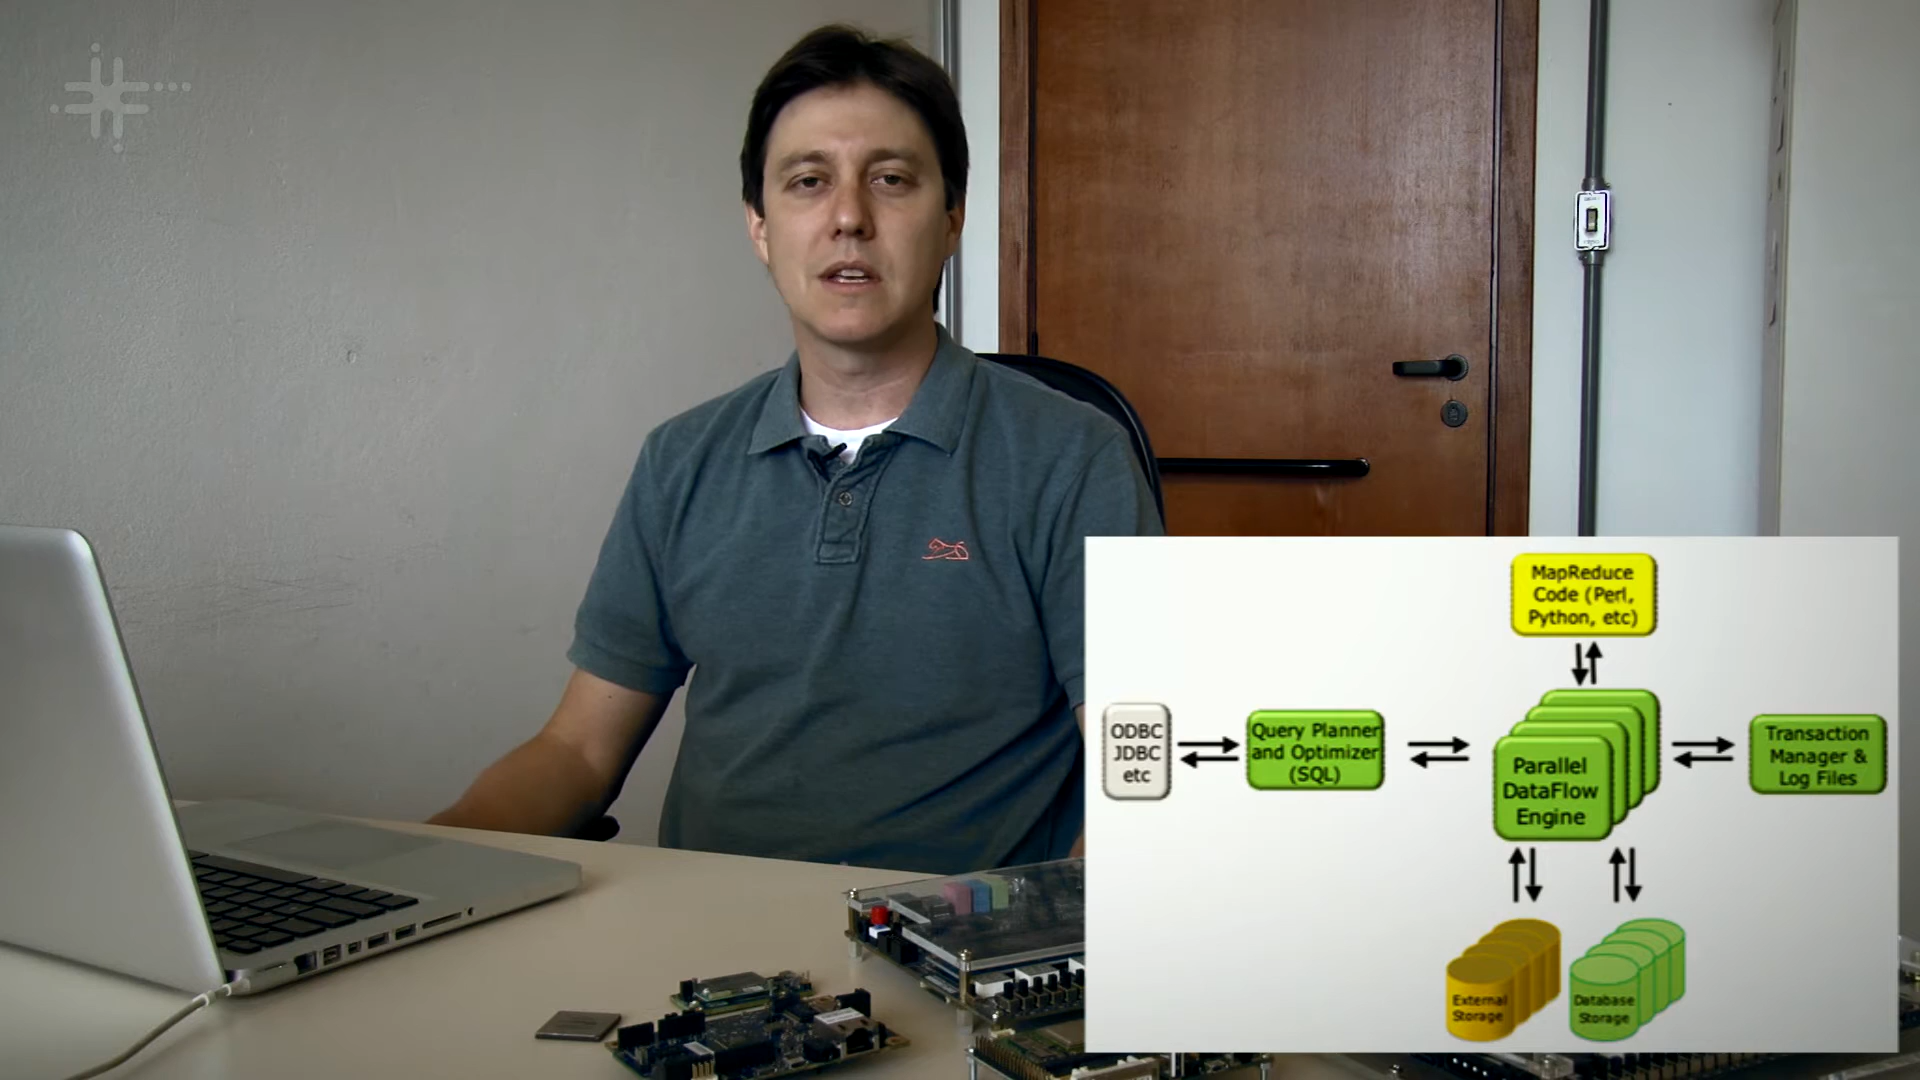 MapReduce
Code (Perl,
Python, etc)
ODBC
JDBC
etc
Query Planner
and Optimizer
(SQL)
Parallel
DataFlow
Engine
Transaction
Manager &
Log Files
External
Storage
Database
Storage